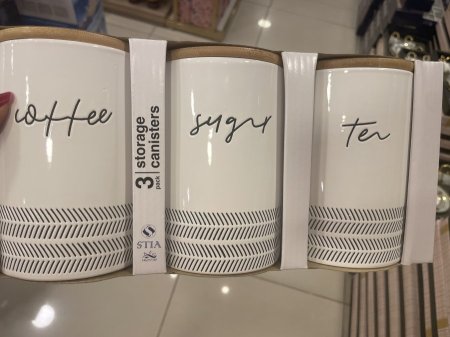 coffee
3 pack
storage
canisters
STIA
sugar
tea